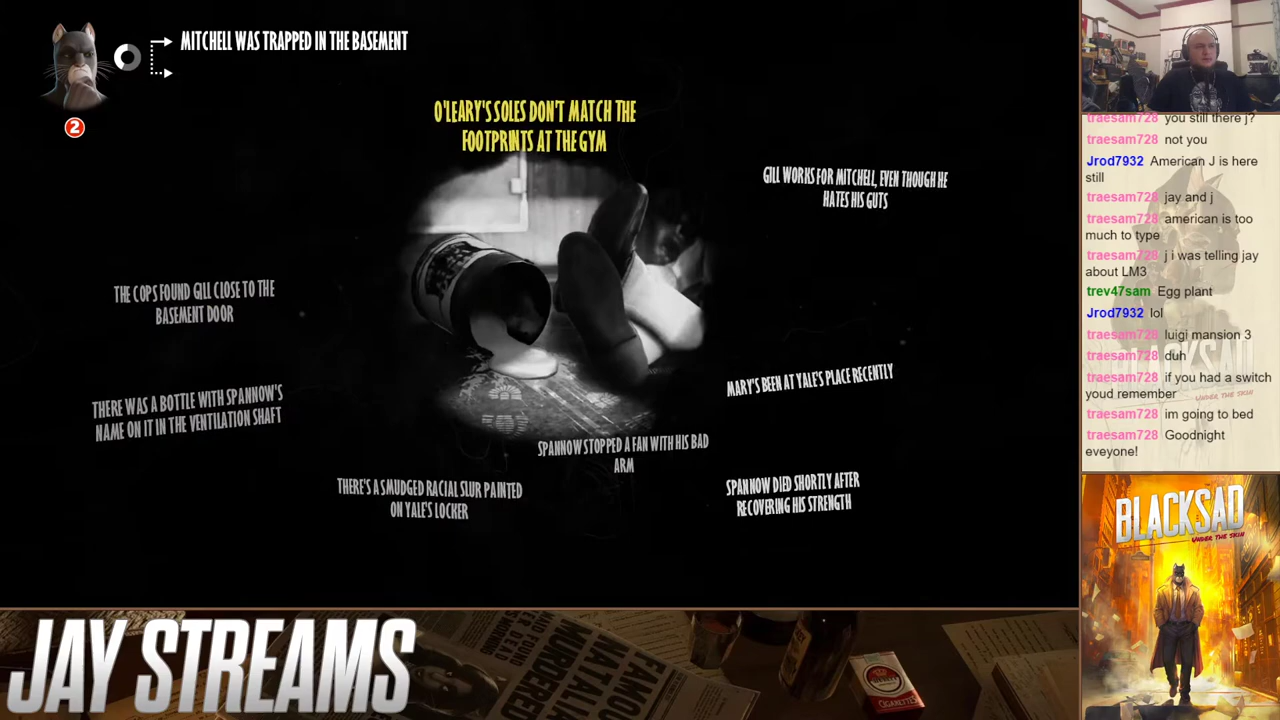 MITCHELL WAS TRAPPED IN THE BASEMENT
2
O'LEARY'S SOLES DON'T MATCH THE
FOOTPRINTS AT THE GYM
GILL WORKS FOR MITCHELL, EVEN THOUGH HE
HATES HIS GUTS
THE COPS FOUND GILL CLOSE TO THE
BASEMENT DOOR
MARY'S BEEN AT YALE'S PLACE RECENTLY
THERE WAS A BOTTLE WITH SPANNOW'S
NAME ON IT IN THE VENTILATION SHAFT
SPANNOW STOPPED A FAN WITH HIS BAD
ARM
THERE'S A SMUDGED RACIAL SLUR PAINTED
ON YALE'S LOCKER
SPANNOW DIED SHORTLY AFTER
RECOVERING HIS STRENGTH
traesam728 you still there j?
traesam728 not you
Jrod7932 American J is here
still
traesam728 jay and j
traesam728 american is too
much to type
traesam728 j i was telling jay
about LM3
trev47sam Egg plant
Jrod7932 lol
traesam728 luigi mansion 3
traesam728 duh
traesam728 if you had a switch
youd remember
traesam728 im going to bed
traesam728 Goodnight
eveyone!
BLACKSAD
UNDER THE SKIN
BLACKSAD
UNDER THE SKIN
JAY STREAMS
MURDERED
CIGARETTES